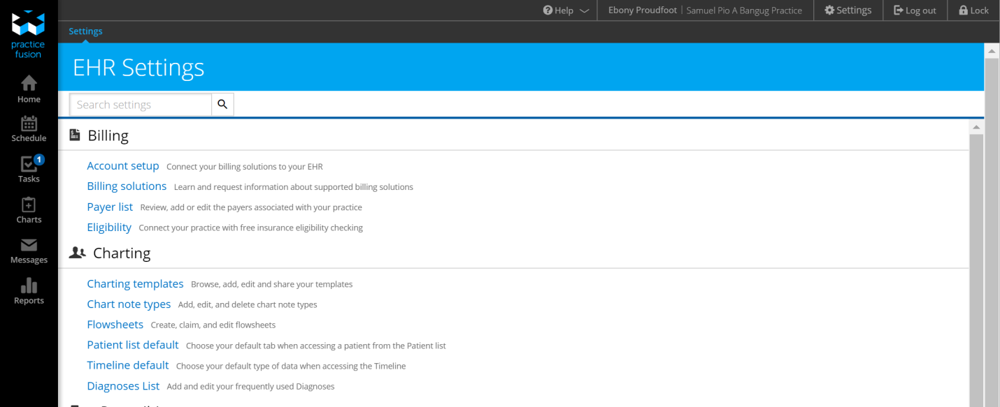 Help
Ebony Proudfoot | Samuel Pio A Bangug Practice
Settings
Log out
Lock
practice
fusion
Settings
EHR Settings
Home
Search settings
Schedule
Billing
Tasks 1
Account setup Connect your billing solutions to your EHR
Billing solutions Learn and request information about supported billing solutions
Payer list Review, add or edit the payers associated with your practice
Charts
Eligibility Connect your practice with free insurance eligibility checking
Charting
Messages
Charting templates Browse, add, edit and share your templates
Reports
Chart note types Add, edit, and delete chart note types
Flowsheets Create, claim, and edit flowsheets
Patient list default Choose your default tab when accessing a patient from the Patient list
Timeline default Choose your default type of data when accessing the Timeline
Diagnoses List Add and edit your frequently used Diagnoses